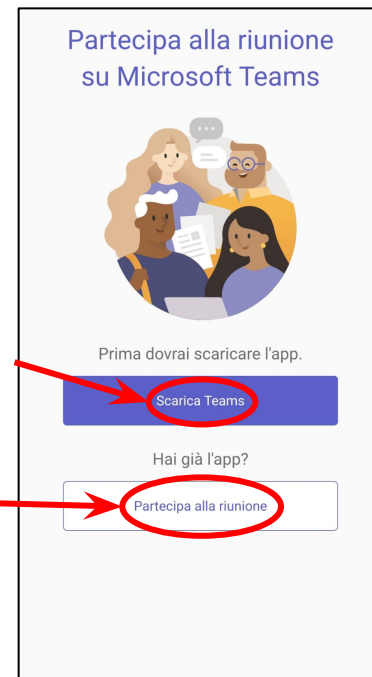 Partecipa alla riunione
su Microsoft Teams
Prima dovrai scaricare l'app.
Scarica Teams
Hai già l'app?
Partecipa alla riunione